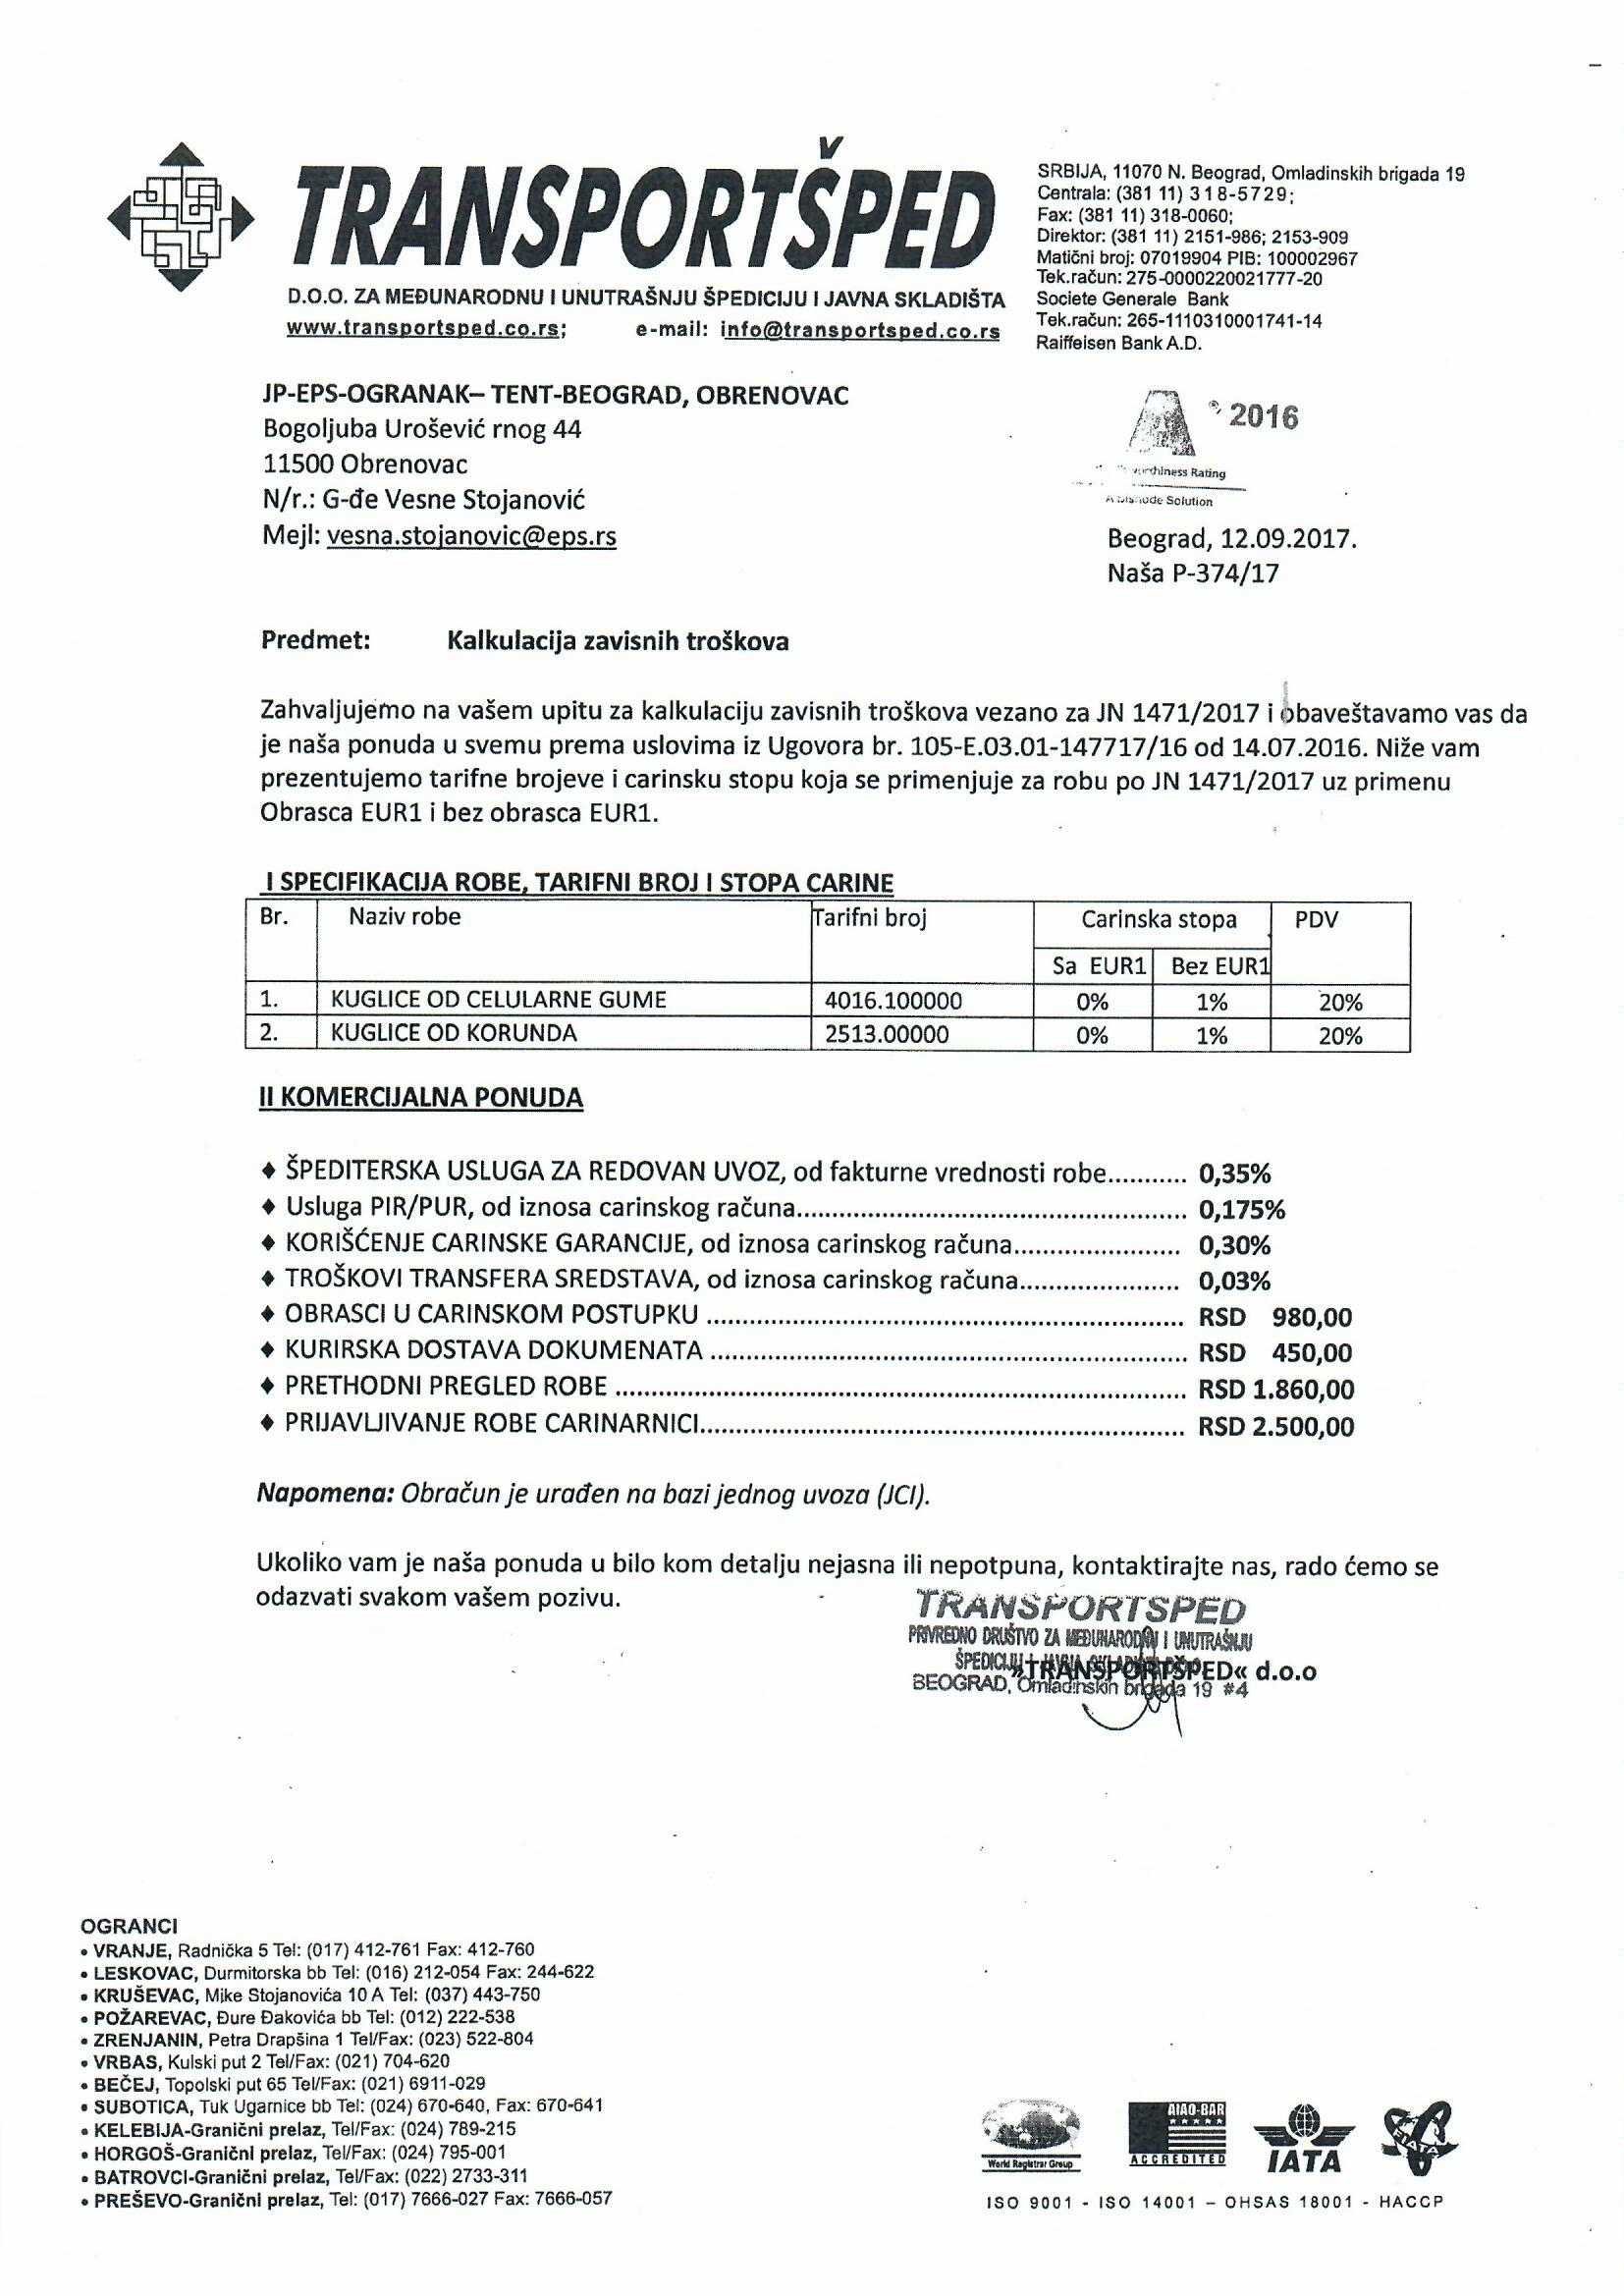 TRANSPORTŠPED
D.O.O. ZA MEĐUNARODNU I UNUTRAŠNJU ŠPEDICIJU I JAVNA SKLADIŠTA
www.transportsped.co.rs; e-mail: info@transportsped.co.rs
SRBIJA, 11070 N. Beograd, Omladinskih brigada 19
Centrala: (381 11) 318-5729;
Fax: (381 11) 318-0060;
Direktor: (381 11) 2151-986; 2153-909
Matični broj: 07019904 PIB: 100002967
Tek.račun: 275-0000220021777-20
Societe Generale Bank
Tek.račun: 265-1110310001741-14
Raiffeisen Bank A.D.
JP-EPS-OGRANAK– TENT-BEOGRAD, OBRENOVAC
Bogoljuba Urošević rnog 44
11500 Obrenovac
N/r.: G-đe Vesne Stojanović
Mejl: vesna.stojanovic@eps.rs
® 2016
Rating
Solution
Beograd, 12.09.2017.
Naša P-374/17
Predmet: Kalkulacija zavisnih troškova
Zahvaljujemo na vašem upitu za kalkulaciju zavisnih troškova vezano za JN 1471/2017 i obaveštavamo vas da
je naša ponuda u svemu prema uslovima iz Ugovora br. 105-E.03.01-147717/16 od 14.07.2016. Niže vam
prezentujemo tarifne brojeve i carinsku stopu koja se primenjuje za robu po JN 1471/2017 uz primenu
Obrasca EUR1 i bez obrasca EUR1.
I SPECIFIKACIJA ROBE, TARIFNI BROJ I STOPA CARINE
Br. Naziv robe Tarifni broj Carinska stopa PDV
Sa EUR1 Bez EUR1
1. KUGLICE OD CELULARNE GUME 4016.100000 0% 1% 20%
2. KUGLICE OD KORUNDA 2513.00000 0% 1% 20%
II KOMERCIJALNA PONUDA
♦ ŠPEDITERSKA USLUGA ZA REDOVAN UVOZ, od fakturne vrednosti robe........... 0,35%
♦ Usluga PIR/PUR, od iznosa carinskog računa...................................................... 0,175%
♦ KORIŠĆENJE CARINSKE GARANCIJE, od iznosa carinskog računa....................... 0,30%
♦ TROŠKOVI TRANSFERA SREDSTAVA, od iznosa carinskog računa...................... 0,03%
♦ OBRASCI U CARINSKOM POSTUPKU .................................................................. RSD 980,00
♦ KURIRSKA DOSTAVA DOKUMENATA .................................................................. RSD 450,00
♦ PRETHODNI PREGLED ROBE ............................................................................... RSD 1.860,00
♦ PRIJAVLJIVANJE ROBE CARINARNICI................................................................... RSD 2.500,00
Napomena: Obračun je urađen na bazi jednog uvoza (JCI).
Ukoliko vam je naša ponuda u bilo kom detalju nejasna ili nepotpuna, kontaktirajte nas, rado ćemo se
odazvati svakom vašem pozivu.
TRANSPORTSPED
PRIVREDNO DRUŠTVO ZA MEĐUNARODNU I UNUTRAŠNJU
ŠPEDICIJU I
»TRANSPORTŠPED« d.o.o
BEOGRAD, Omladinskih brigada 19 #4
OGRANCI
• VRANJE, Radnička 5 Tel: (017) 412-761 Fax: 412-760
• LESKOVAC, Durmitorska bb Tel: (016) 212-054 Fax: 244-622
• KRUŠEVAC, Mike Stojanovića 10 A Tel: (037) 443-750
• POŽAREVAC, Đure Đakovića bb Tel: (012) 222-538
• ZRENJANIN, Petra Drapšina 1 Tel/Fax: (023) 522-804
• VRBAS, Kulski put 2 Tel/Fax: (021) 704-620
• BEČEJ, Topolski put 65 Tel/Fax: (021) 6911-029
• SUBOTICA, Tuk Ugarnice bb Tel: (024) 670-640, Fax: 670-641
• KELEBIJA-Granični prelaz, Tel/Fax: (024) 789-215
• HORGOŠ-Granični prelaz, Tel/Fax: (024) 795-001
• BATROVCI-Granični prelaz, Tel/Fax: (022) 2733-311
• PREŠEVO-Granični prelaz, Tel: (017) 7666-027 Fax: 7666-057
World Registrar Group
AIAO-BAR
ACCREDITED
IATA
FIATA
ISO 9001 - ISO 14001 – OHSAS 18001 - HACCP